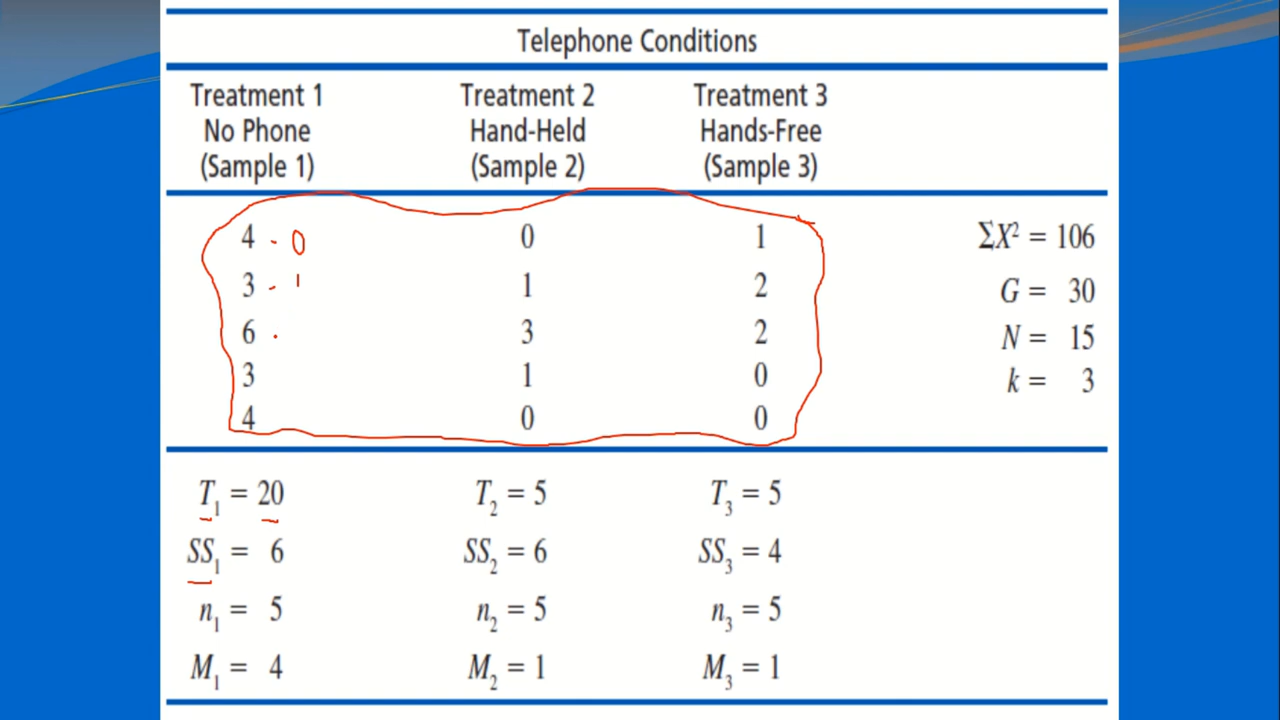 Telephone Conditions
Treatment 1 Treatment 2 Treatment 3
No Phone Hand-Held Hands-Free
(Sample 1) (Sample 2) (Sample 3)
4 - 0 0 1 ΣX² = 106
3 - 1 1 2 G = 30
6 . 3 2 N = 15
3 1 0 k = 3
4 0 0
T₁ = 20 T₂ = 5 T₃ = 5
SS₁ = 6 SS₂ = 6 SS₃ = 4
n₁ = 5 n₂ = 5 n₃ = 5
M₁ = 4 M₂ = 1 M₃ = 1